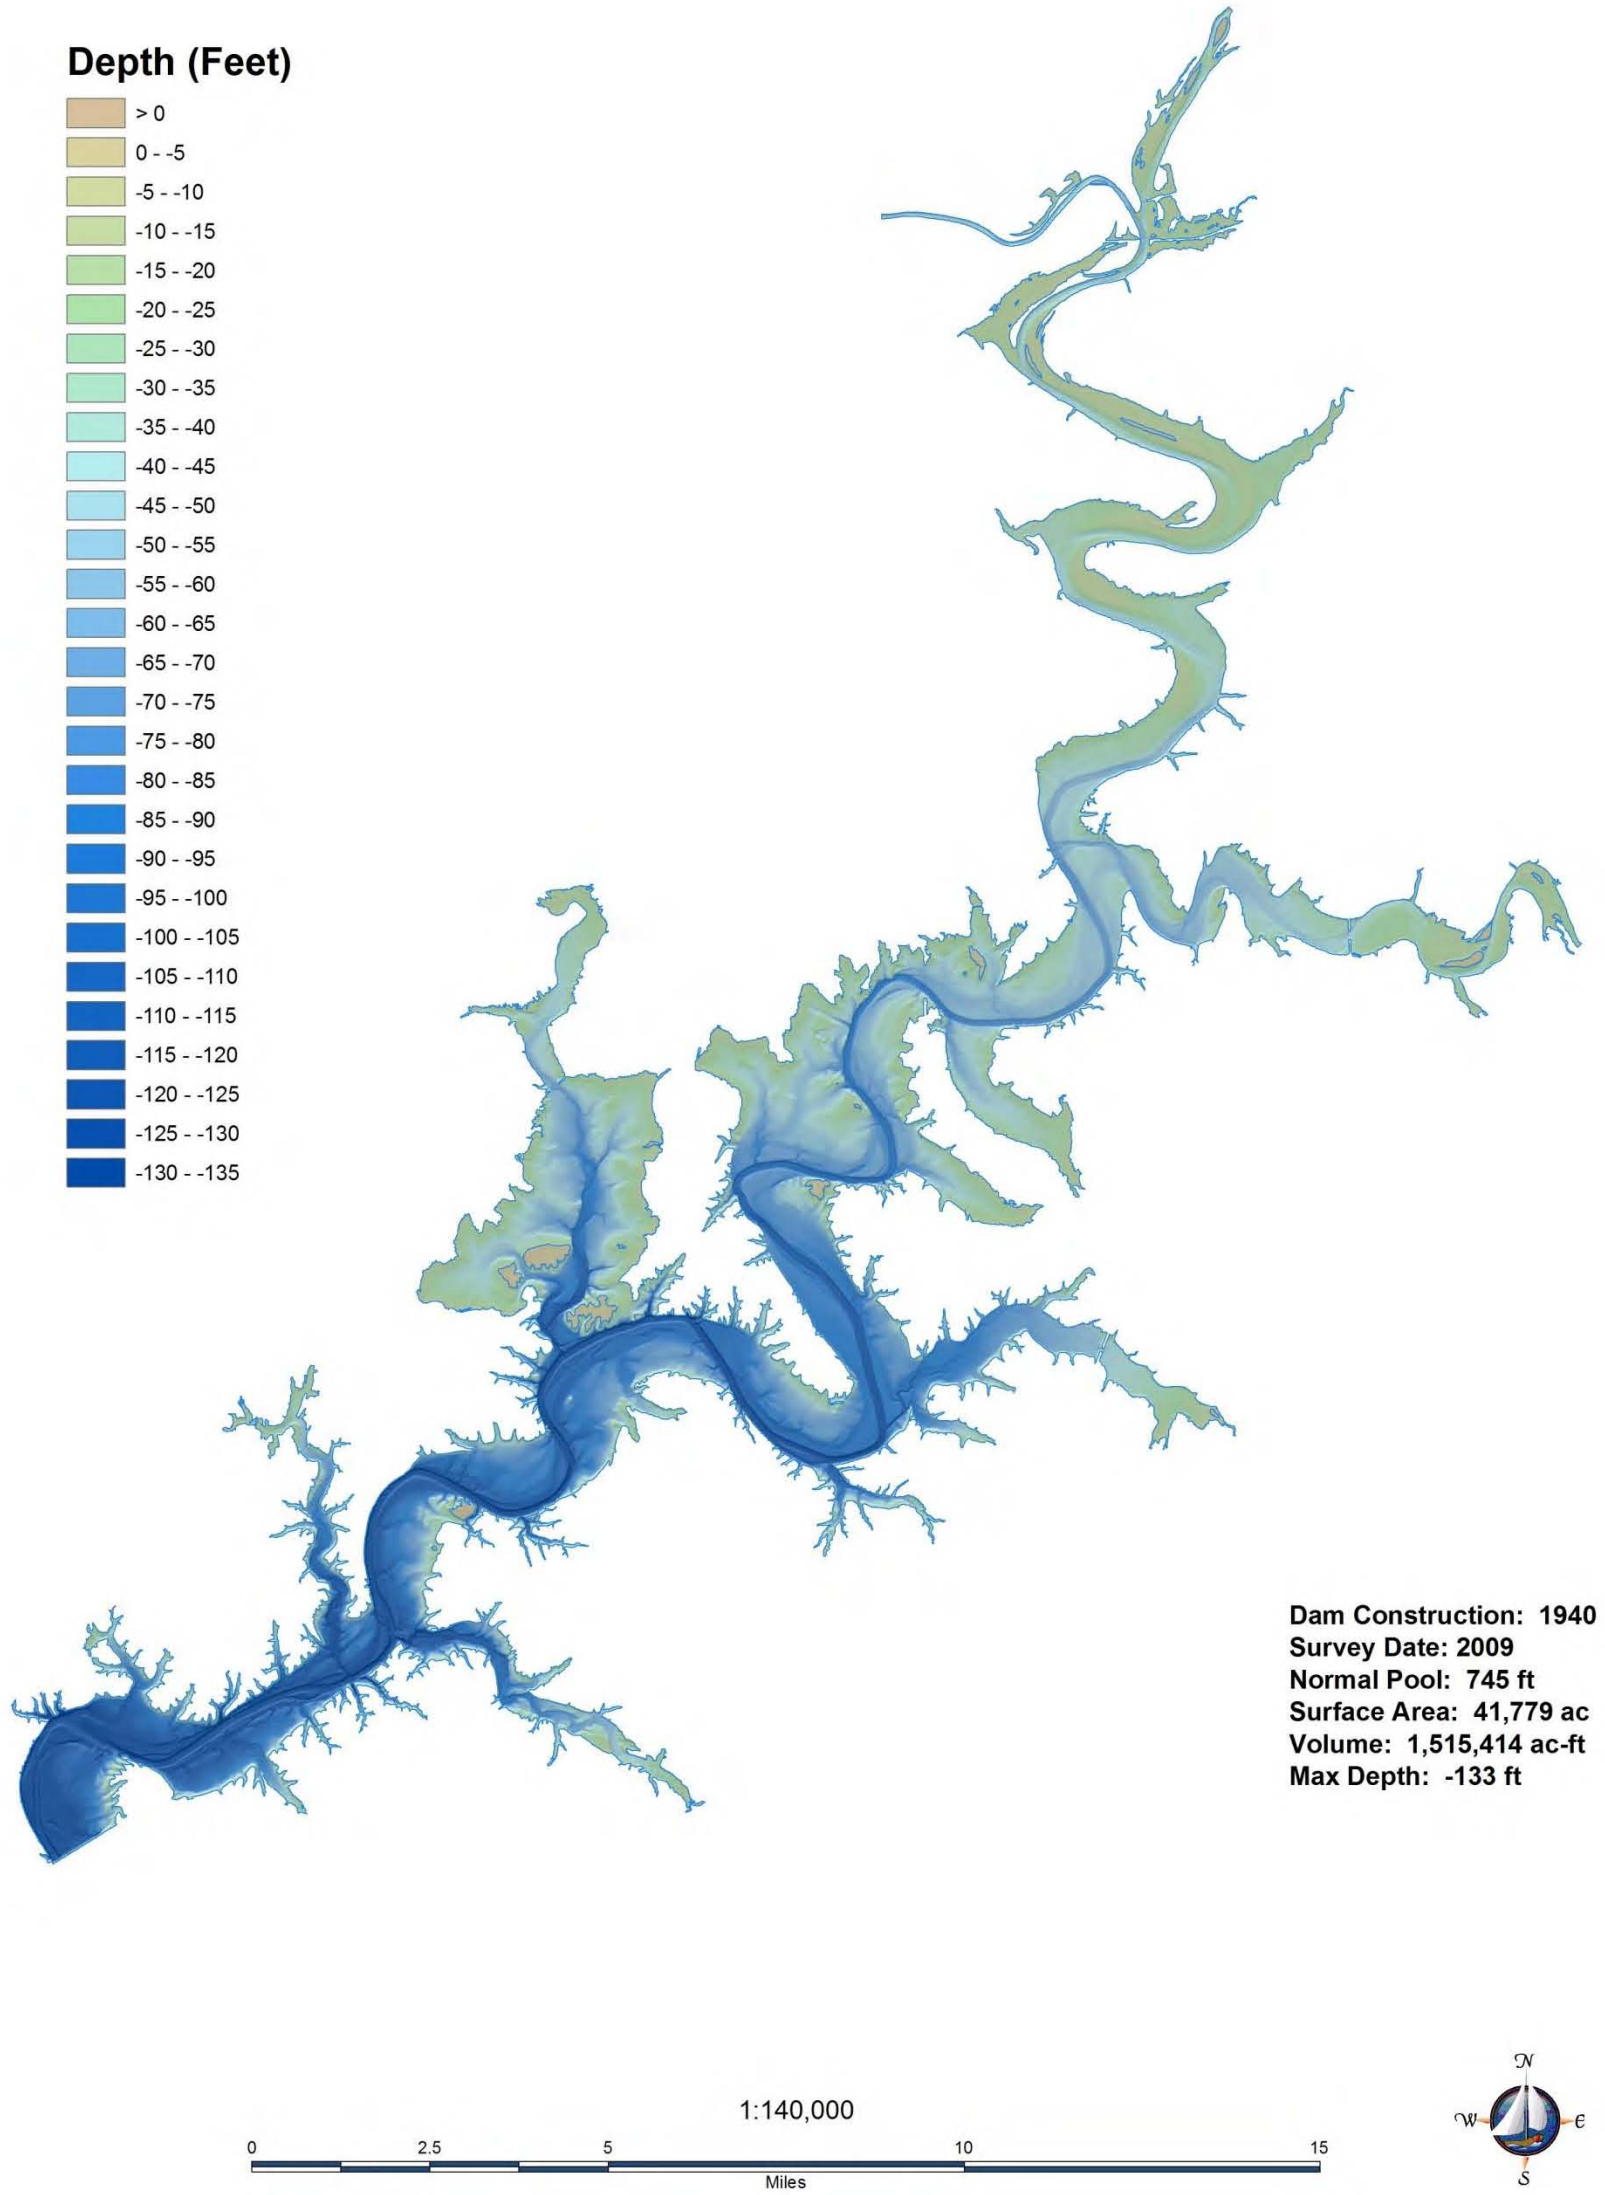 Depth (Feet)
> 0
0 - -5
-5 - -10
-10 - -15
-15 - -20
-20 - -25
-25 - -30
-30 - -35
-35 - -40
-40 - -45
-45 - -50
-50 - -55
-55 - -60
-60 - -65
-65 - -70
-70 - -75
-75 - -80
-80 - -85
-85 - -90
-90 - -95
-95 - -100
-100 - -105
-105 - -110
-110 - -115
-115 - -120
-120 - -125
-125 - -130
-130 - -135
Dam Construction: 1940
Survey Date: 2009
Normal Pool: 745 ft
Surface Area: 41,779 ac
Volume: 1,515,414 ac-ft
Max Depth: -133 ft
1:140,000
0 2.5 5 10 15
Miles
N
W E
S